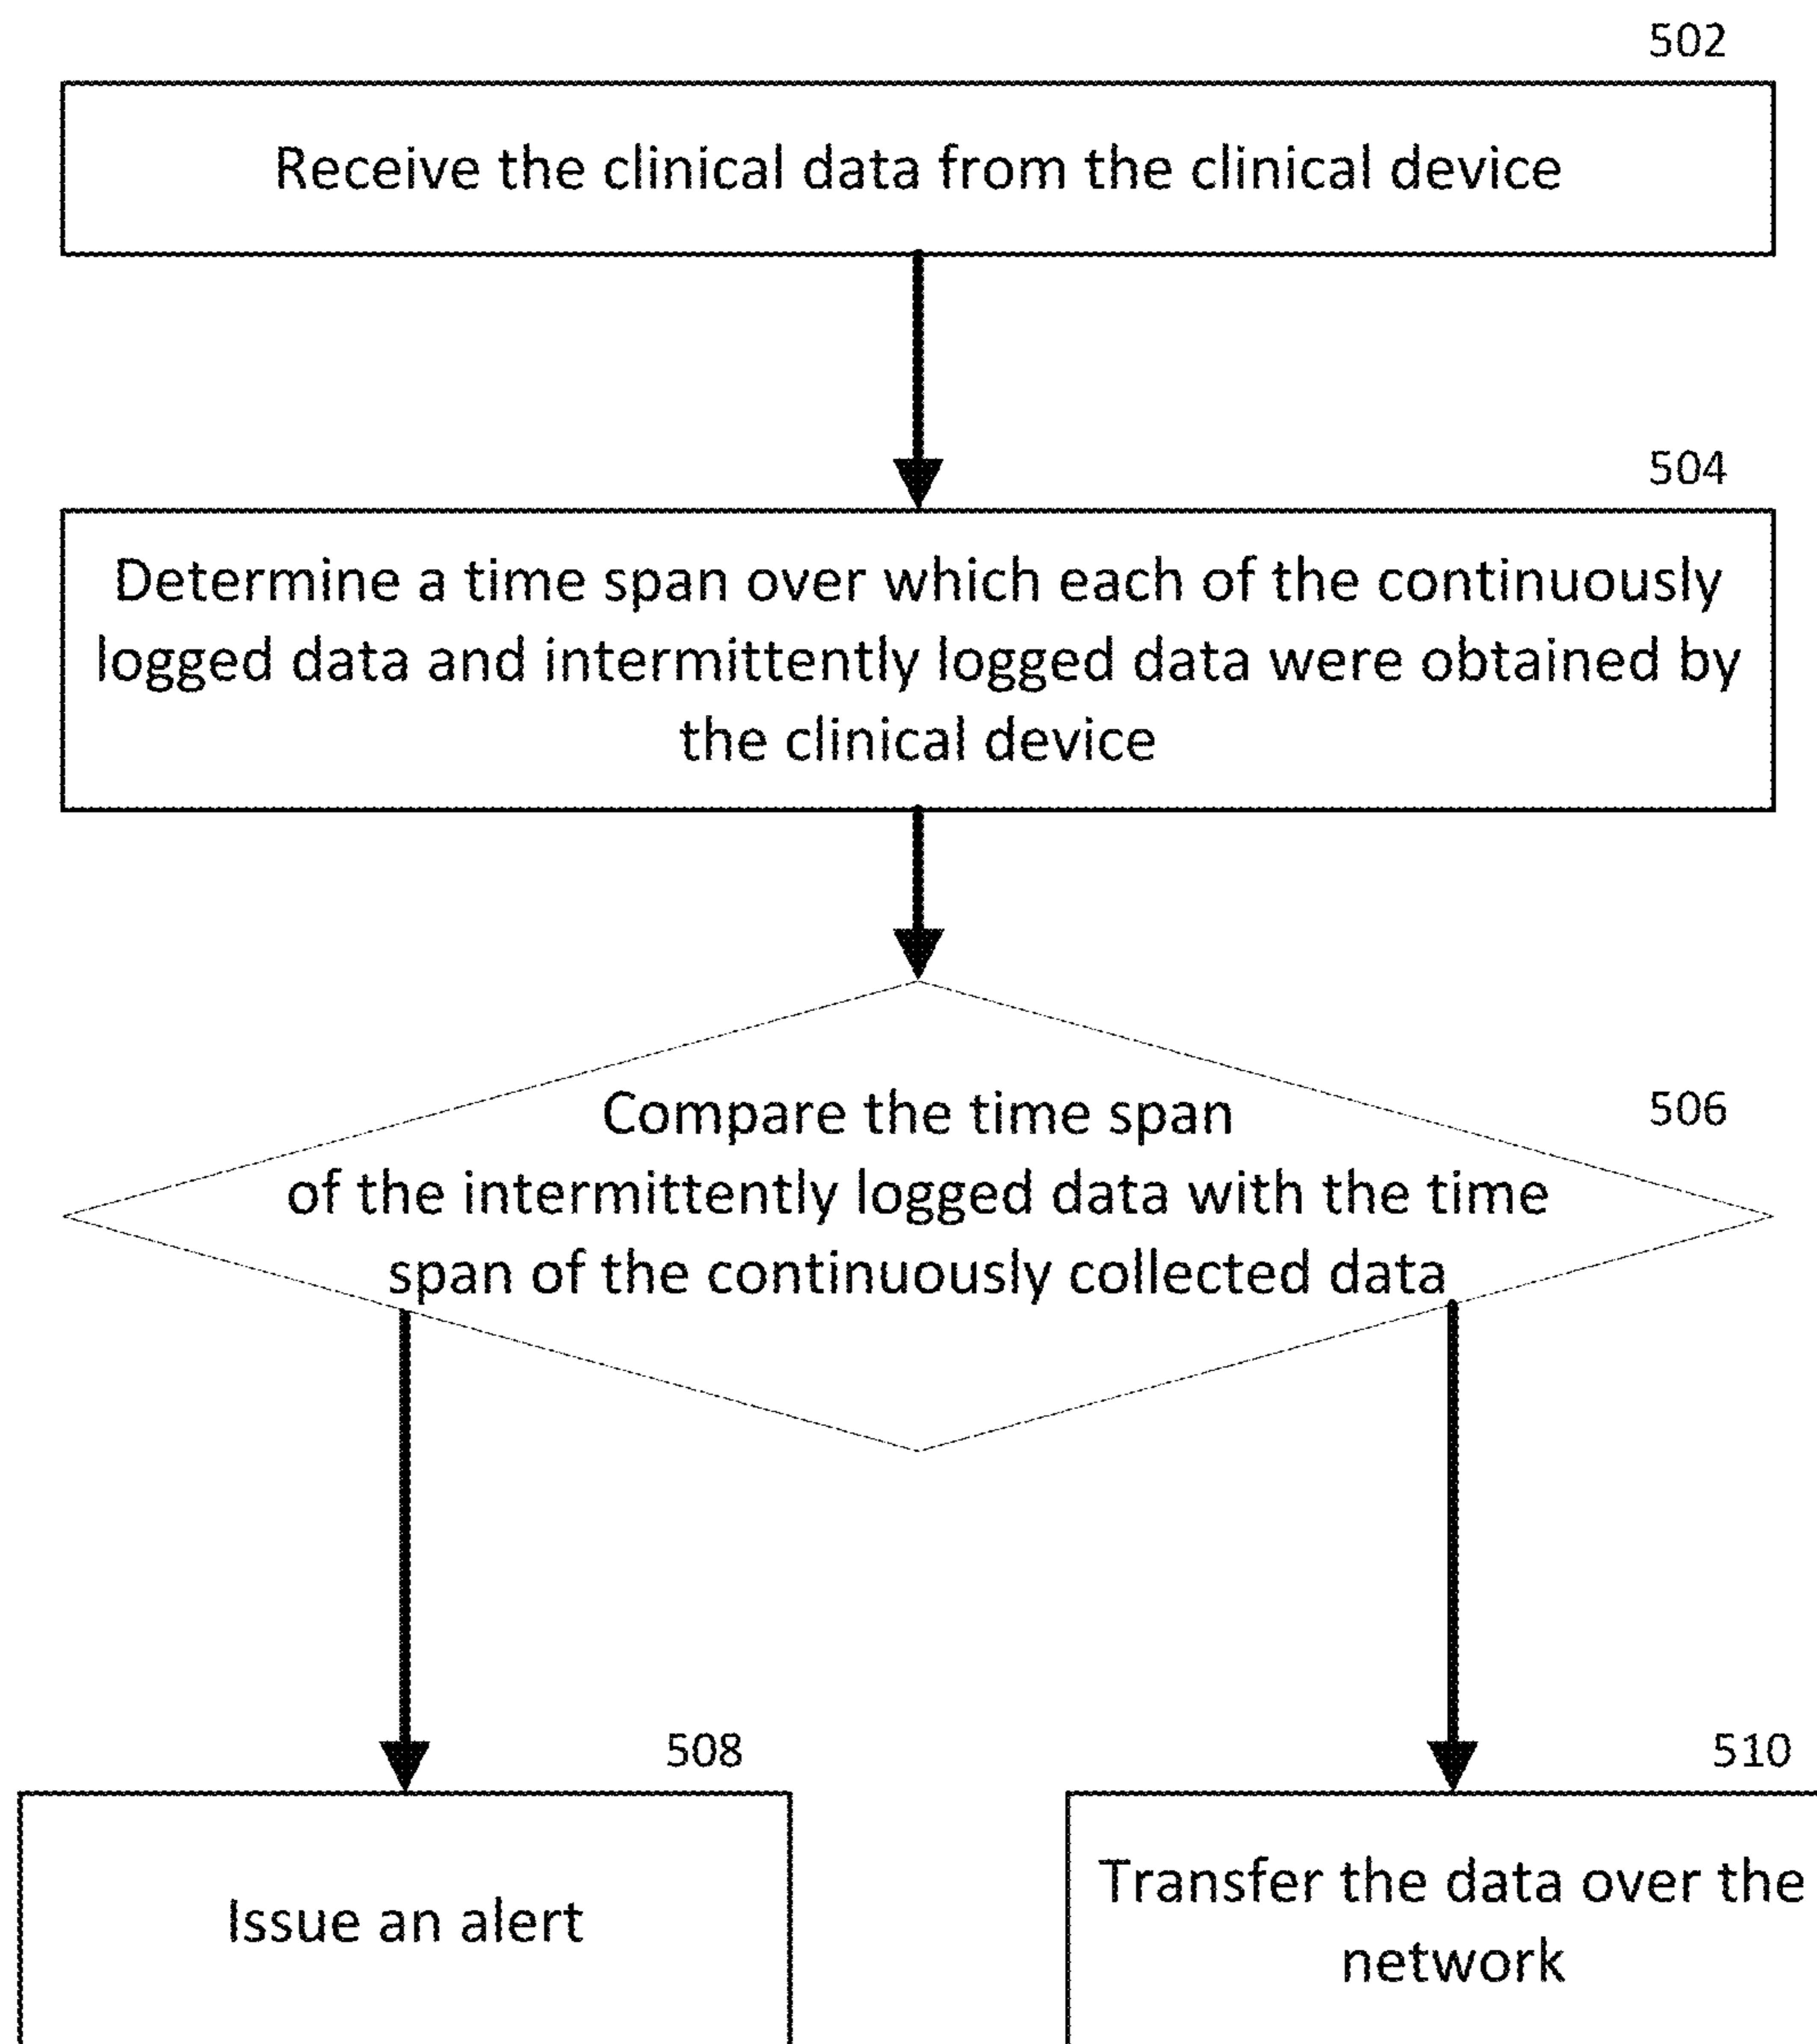 502
Receive the clinical data from the clinical device
504
Determine a time span over which each of the continuously
logged data and intermittently logged data were obtained by
the clinical device
506
Compare the time span
of the intermittently logged data with the time
span of the continuously collected data
508
Issue an alert
510
Transfer the data over the
network